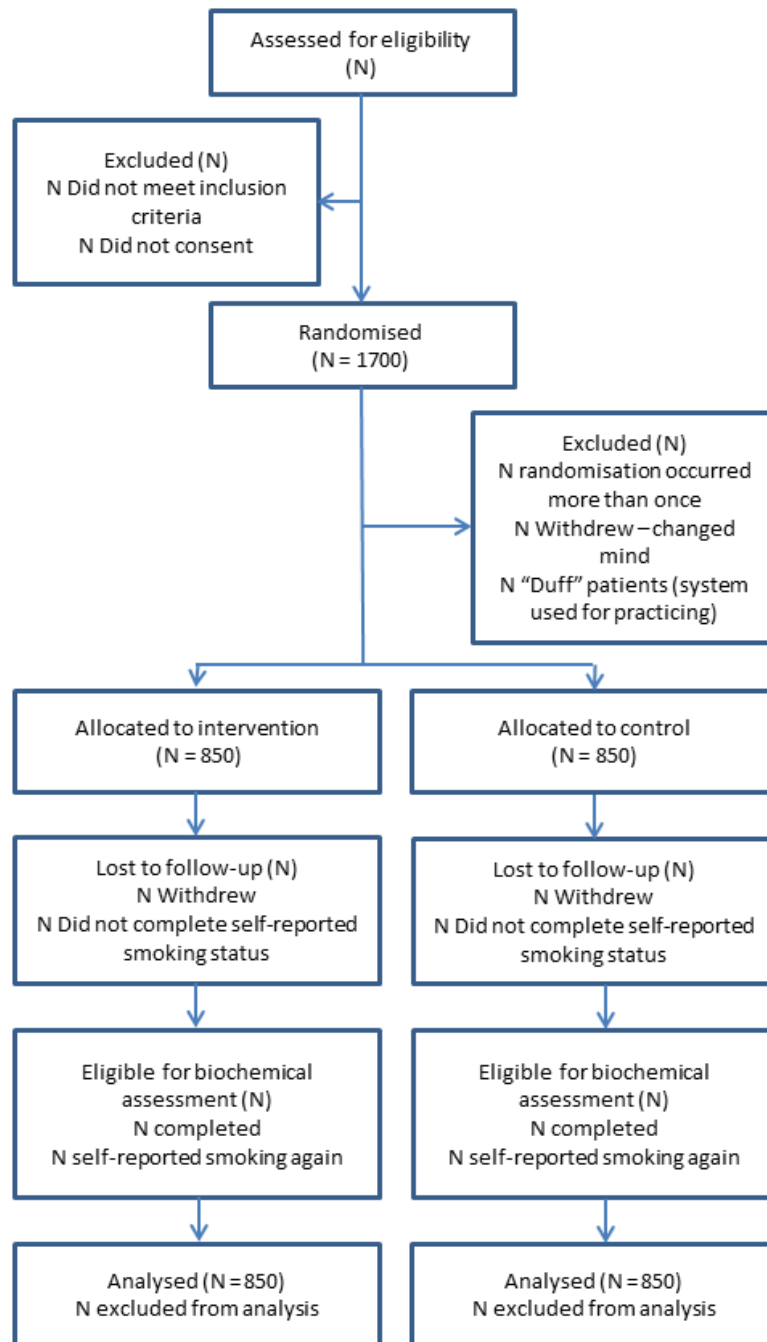 Assessed for eligibility
(N)
Excluded (N)
N Did not meet inclusion
criteria
N Did not consent
Randomised
(N = 1700)
Excluded (N)
N randomisation occurred
more than once
N Withdrew – changed
mind
N “Duff” patients (system
used for practicing)
Allocated to intervention
(N = 850)
Allocated to control
(N = 850)
Lost to follow-up (N)
N Withdrew
N Did not complete self-reported
smoking status
Lost to follow-up (N)
N Withdrew
N Did not complete self-reported
smoking status
Eligible for biochemical
assessment (N)
N completed
N self-reported smoking again
Eligible for biochemical
assessment (N)
N completed
N self-reported smoking again
Analysed (N = 850)
N excluded from analysis
Analysed (N = 850)
N excluded from analysis